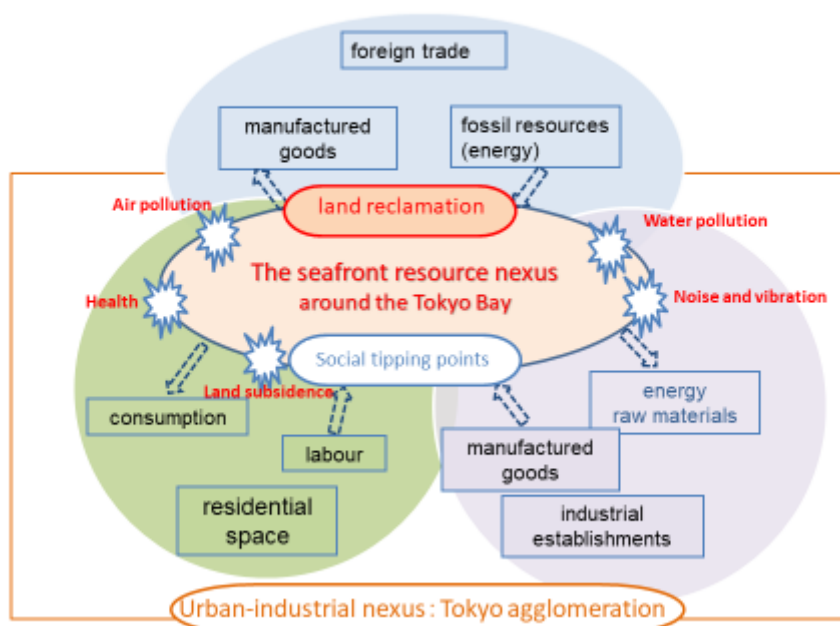 foreign trade
manufactured
goods
fossil resources
(energy)
Air pollution
land reclamation
Water pollution
The seafront resource nexus
around the Tokyo Bay
Health
Noise and vibration
Social tipping points
Land subsidence
consumption
energy
raw materials
labour
manufactured
goods
residential
space
industrial
establishments
Urban-industrial nexus : Tokyo agglomeration